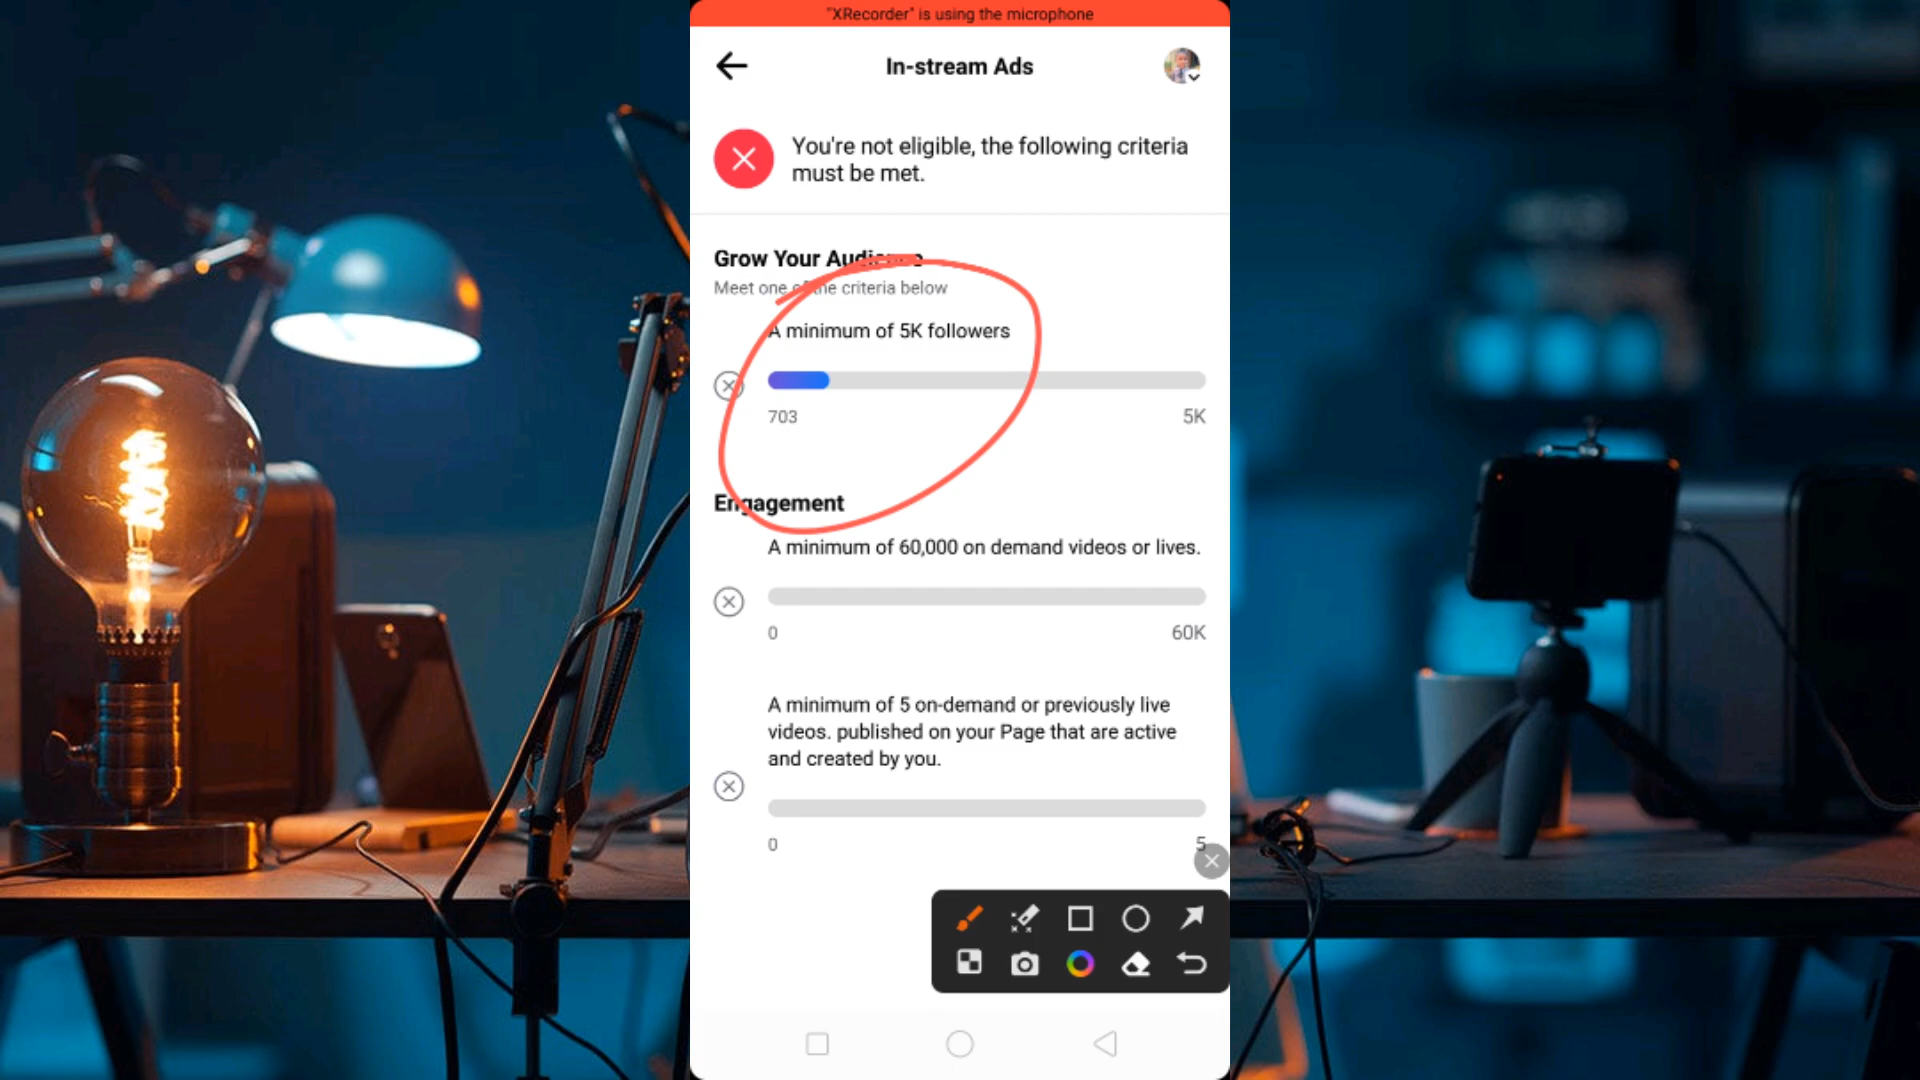 "XRecorder" is using the microphone
In-stream Ads
You're not eligible, the following criteria
must be met.
Grow Your Audience
Meet one of the criteria below
A minimum of 5K followers
703
5K
Engagement
A minimum of 60,000 on demand videos or lives.
0
60K
A minimum of 5 on-demand or previously live
videos. published on your Page that are active
and created by you.
0
5